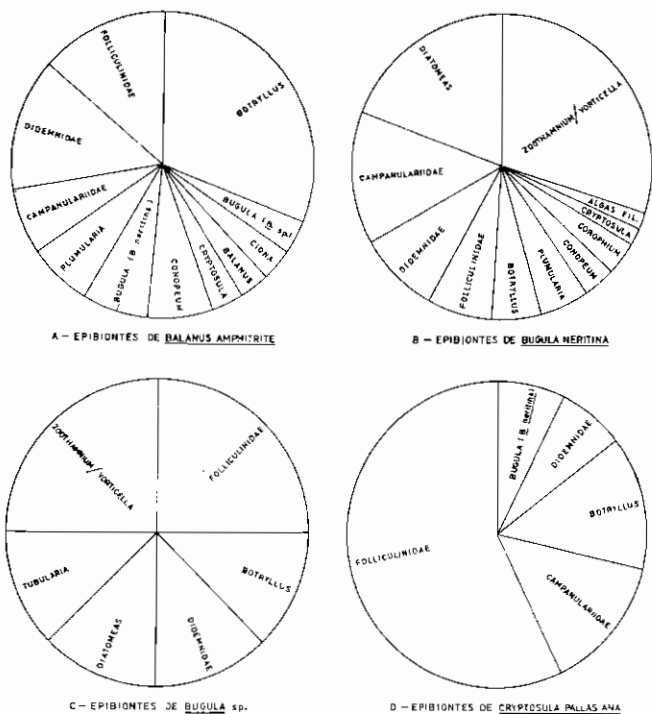 FOLLICULINIDAE
BOTRYLLUS
DIDEMNIDAE
CAMPANULARIIDAE
PLUMULARIA
BUGULA (B neritina)
CONOPEUM
CRYPTOSULA
BALANUS
CIONA
BUGULA (B sp)
A – EPIBIONTES DE BALANUS AMPHITRITE
DIATOMEAS
ZOOTHAMNIUM/VORTICELLA
CAMPANULARIIDAE
DIDEMNIDAE
FOLLICULINIDAE
BOTRYLLUS
PLUMULARIA
CONOPEUM
COROPHIUM
CRYPTOSULA
ALGAS FIL.
B – EPIBIONTES DE BUGULA NERITINA
ZOOTHAMNIUM/VORTICELLA
FOLLICULINIDAE
TUBULARIA
DIATOMEAS
DIDEMNIDAE
BOTRYLLUS
C – EPIBIONTES DE BUGULA sp.
BUGULA (B neritina)
DIDEMNIDAE
BOTRYLLUS
CAMPANULARIIDAE
FOLLICULINIDAE
D – EPIBIONTES DE CRYPTOSULA PALLASIANA